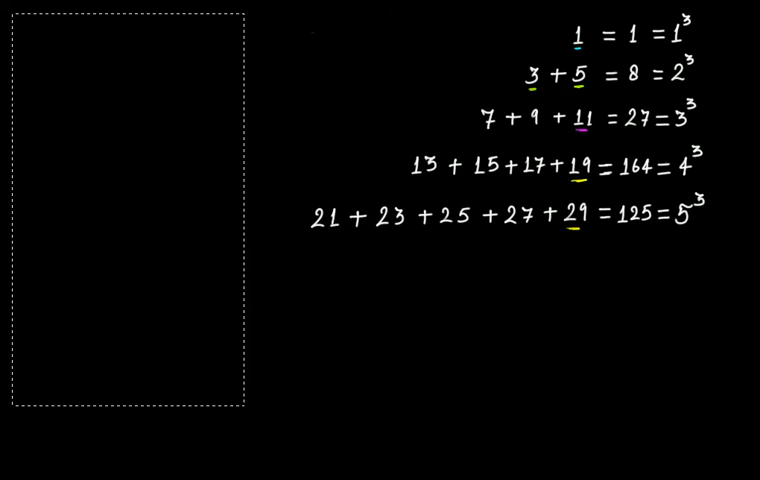 1 = 1 = 1³
3 + 5 = 8 = 2³
7 + 9 + 11 = 27 = 3³
13 + 15 + 17 + 19 = 164 = 4³
21 + 23 + 25 + 27 + 29 = 125 = 5³